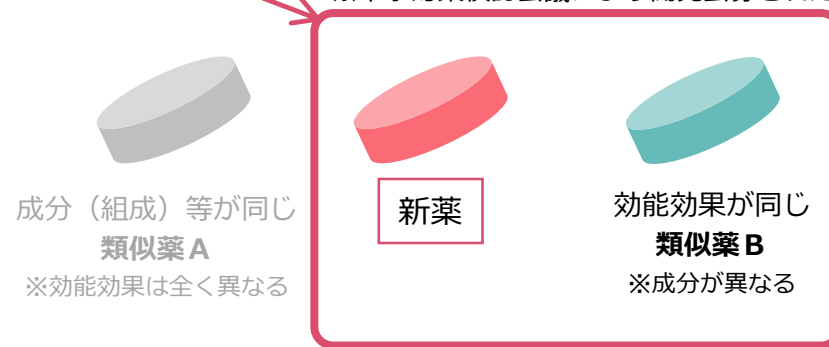 成分（組成）等が同じ
類似薬Ａ
※効能効果は全く異なる
新薬
効能効果が同じ
類似薬Ｂ
※成分が異なる